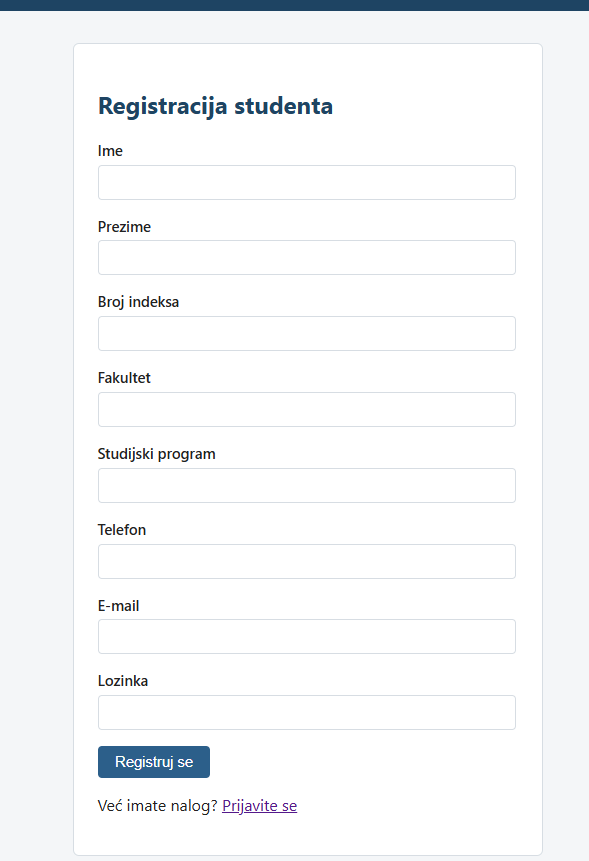 Registracija studenta
Ime
Prezime
Broj indeksa
Fakultet
Studijski program
Telefon
E-mail
Lozinka
Registruj se
Već imate nalog? Prijavite se